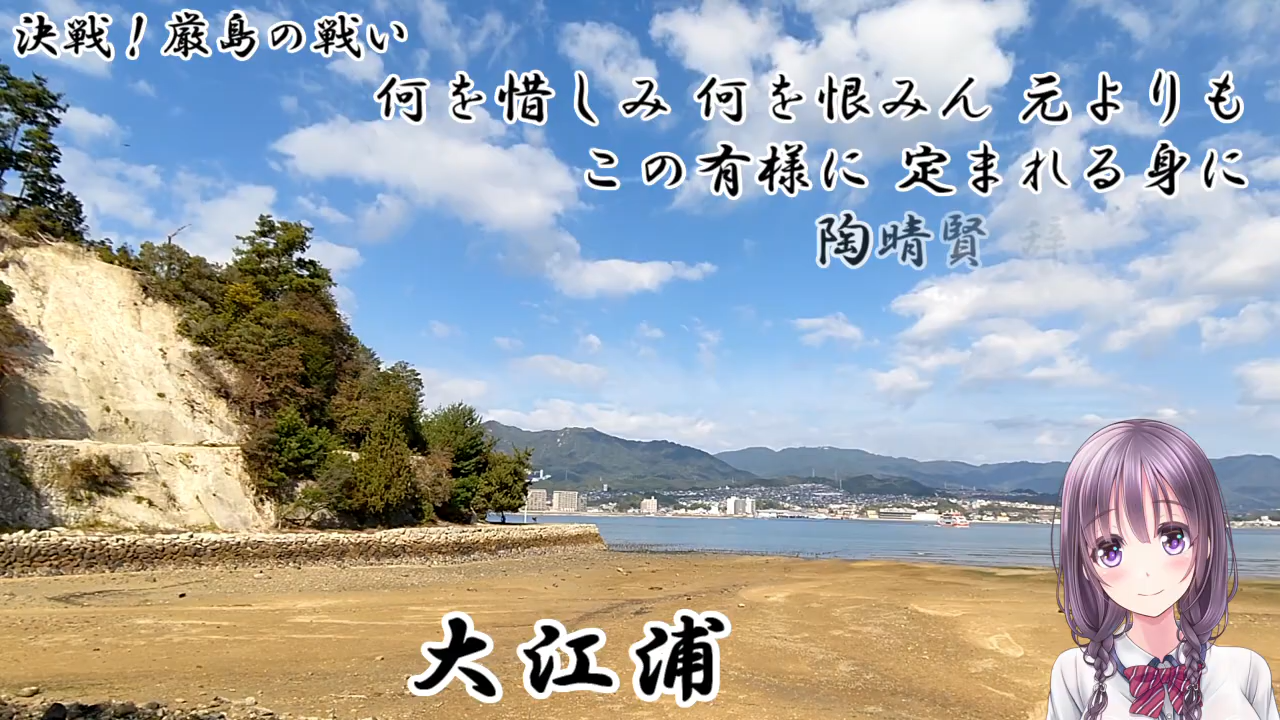 決戦！厳島の戦い
何を惜しみ 何を恨みん 元よりも
この有様に 定まれる身に
陶晴賢 辞
大江浦